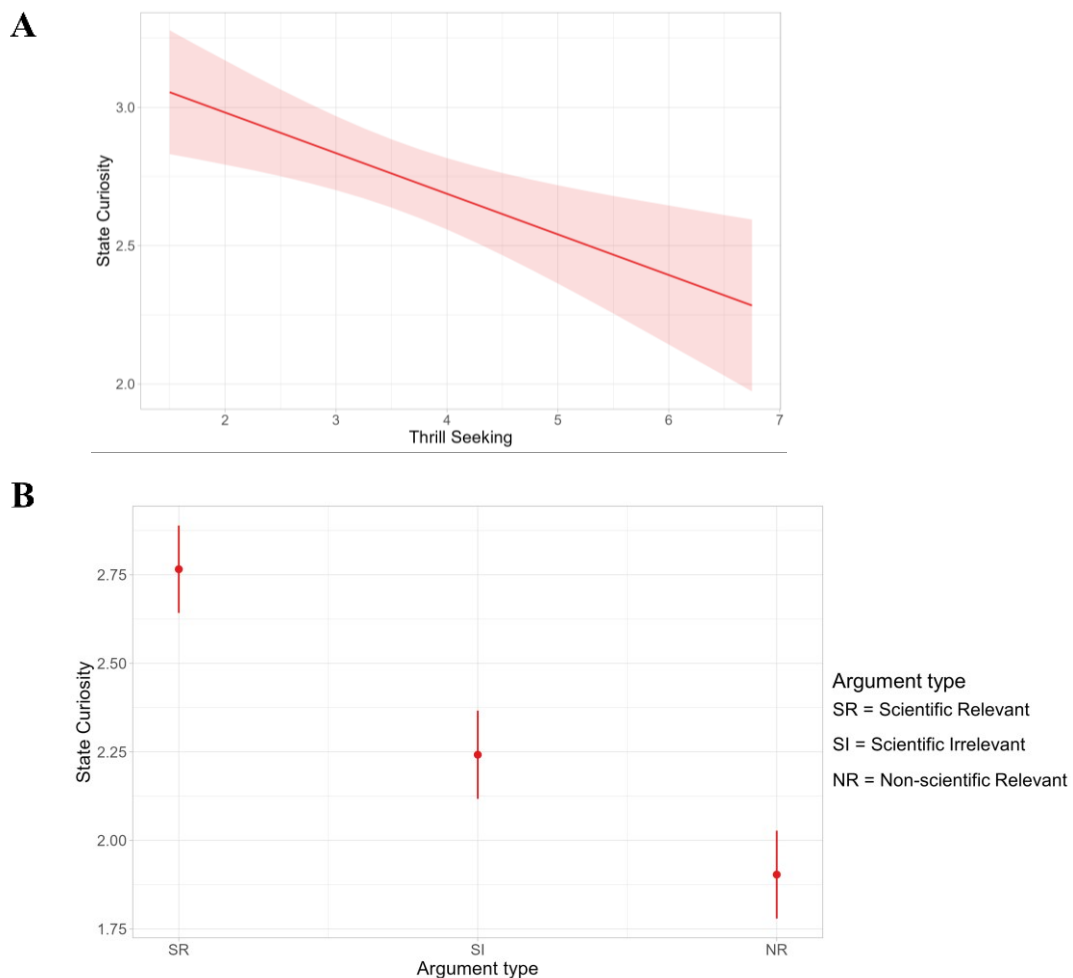 A
State Curiosity
3.0
2.5
2.0
2 3 4 5 6 7
Thrill Seeking
B
State Curiosity
2.75
2.50
2.25
2.00
1.75
SR SI NR
Argument type
Argument type
SR = Scientific Relevant
SI = Scientific Irrelevant
NR = Non-scientific Relevant